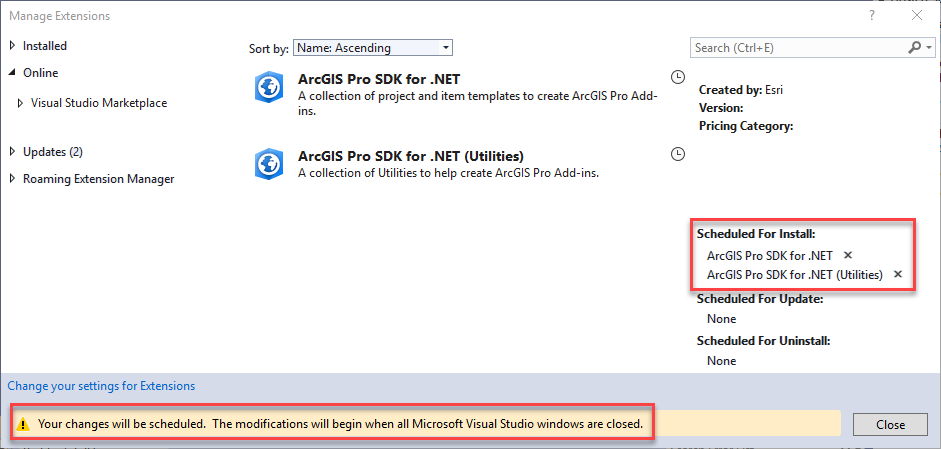 Manage Extensions
?
Installed
Online
Visual Studio Marketplace
Updates (2)
Roaming Extension Manager
Sort by: Name: Ascending
ArcGIS Pro SDK for .NET
A collection of project and item templates to create ArcGIS Pro Add-
ins.
ArcGIS Pro SDK for .NET (Utilities)
A collection of Utilities to help create ArcGIS Pro Add-ins.
Search (Ctrl+E)
Created by: Esri
Version:
Pricing Category:
Scheduled For Install:
ArcGIS Pro SDK for .NET
ArcGIS Pro SDK for .NET (Utilities)
Scheduled For Update:
None
Scheduled For Uninstall:
None
Change your settings for Extensions
Your changes will be scheduled. The modifications will begin when all Microsoft Visual Studio windows are closed.
Close